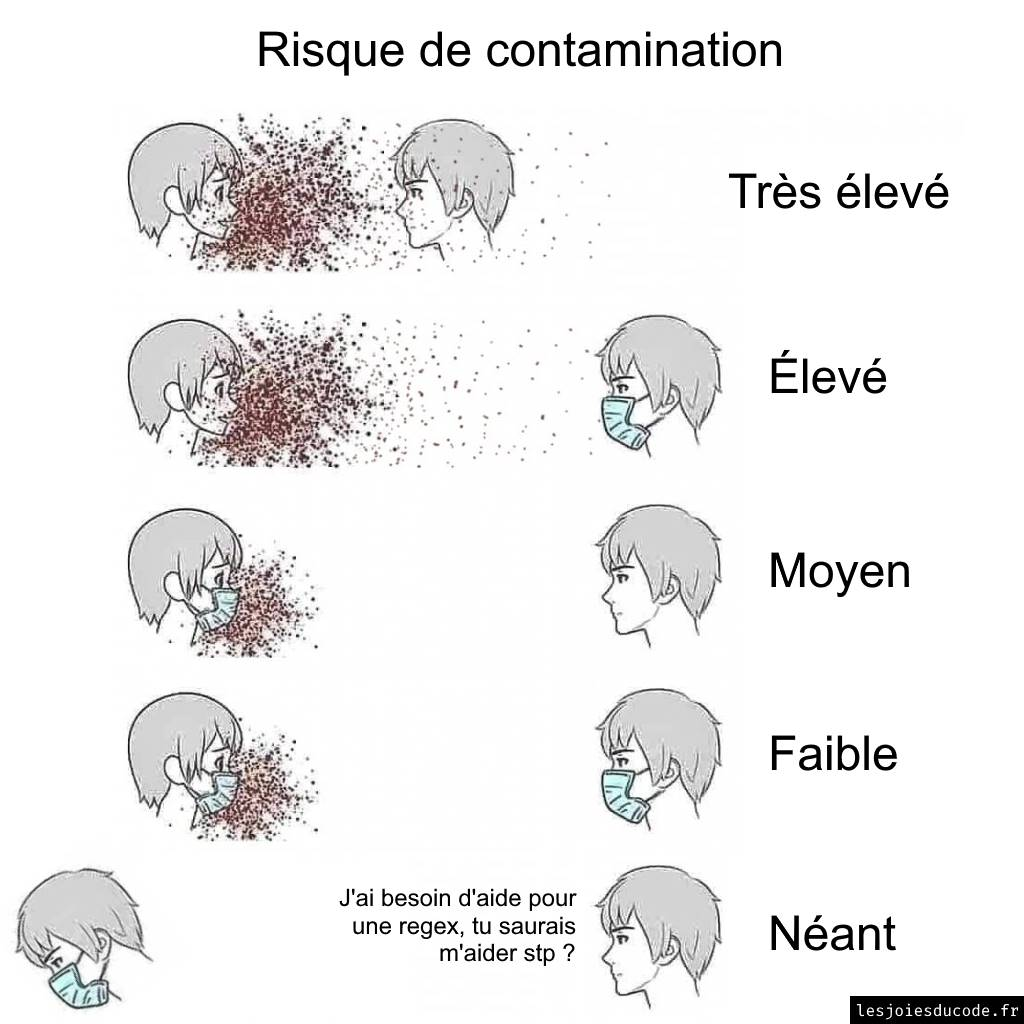 Risque de contamination
Très élevé
Élevé
Moyen
Faible
J'ai besoin d'aide pour
une regex, tu saurais
m'aider stp ?
Néant
lesjoiesducode.fr